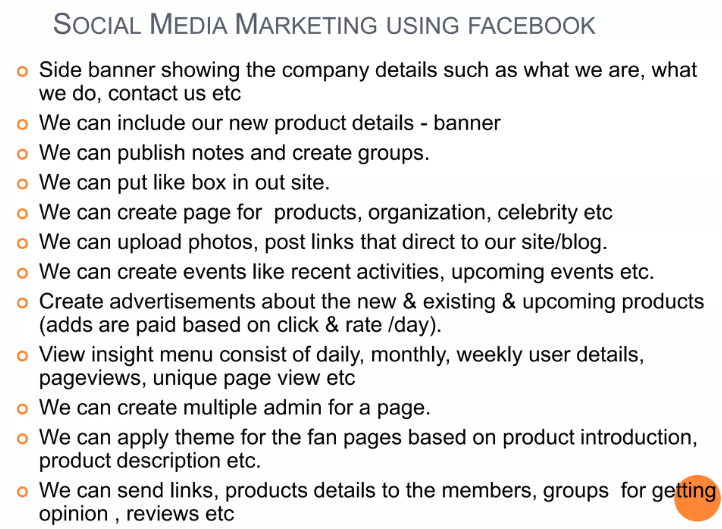 SOCIAL MEDIA MARKETING USING FACEBOOK
Side banner showing the company details such as what we are, what
we do, contact us etc
We can include our new product details - banner
We can publish notes and create groups.
We can put like box in out site.
We can create page for products, organization, celebrity etc
We can upload photos, post links that direct to our site/blog.
We can create events like recent activities, upcoming events etc.
Create advertisements about the new & existing & upcoming products
(adds are paid based on click & rate /day).
View insight menu consist of daily, monthly, weekly user details,
pageviews, unique page view etc
We can create multiple admin for a page.
We can apply theme for the fan pages based on product introduction,
product description etc.
We can send links, products details to the members, groups for getting
opinion , reviews etc